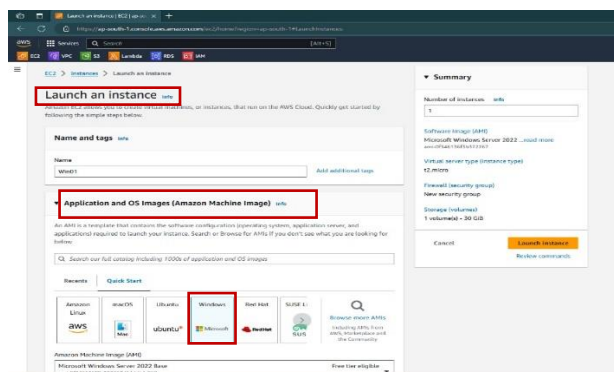 Launch an instance | EC2 | ap-so
https://ap-south-1.console.aws.amazon.com/ec2/home?region=ap-south-1#LaunchInstances:
aws
Services
Search
[Alt+S]
EC2
VPC
S3
Lambda
RDS
IAM
EC2 > Instances > Launch an instance
Launch an instance Info
Amazon EC2 allows you to create virtual machines, or instances, that run on the AWS Cloud. Quickly get started by
following the simple steps below.
Name and tags Info
Name
Win01
Add additional tags
Application and OS Images (Amazon Machine Image) Info
An AMI is a template that contains the software configuration (operating system, application server, and
applications) required to launch your instance. Search or Browse for AMIs if you don't see what you are looking for
below
Search our full catalog including 1000s of application and OS images
Recents
Quick Start
Amazon Linux
aws
macOS
Mac
Ubuntu
ubuntu®
Windows
Microsoft
Red Hat
RedHat
SUSE Li
SUS
Browse more AMIs
Including AMIs from
AWS, Marketplace and
the Community
Amazon Machine Image (AMI)
Microsoft Windows Server 2022 Base
Free tier eligible
Summary
Number of instances Info
1
Software Image (AMI)
Microsoft Windows Server 2022 ...read more
Virtual server type (instance type)
t2.micro
Firewall (security group)
New security group
Storage (volumes)
1 volume(s) - 30 GiB
Cancel
Launch instance
Review commands